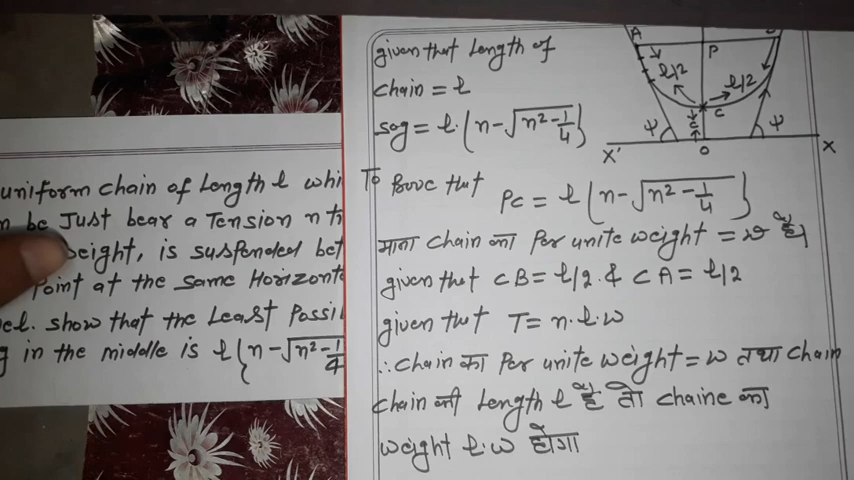 uniform chain of Length l whi
n be Just bear a Tension n ti
weight, is suspended bet
Point at the Same Horizont
el. show that the Least Possi
g in the middle is l{n-√n²-1/4
given that Length of
chain = l
sag = l.{n-√n²-1/4}
A
P
l/2
l/2
C
c
ψ
ψ
X'
O
X
To Prove that PC = l{n-√n²-1/4}
माना chain का Per unite weight = w है।
given that CB = l/2 & CA = l/2
given that T = n.l.w
∴ chain का Per unite weight = w तथा chain
chain की Length l है तो chaine का
weight l.w होगा